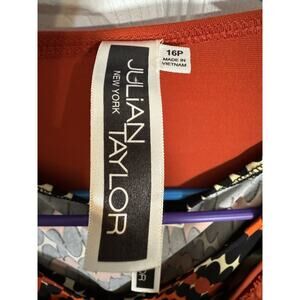 16P
MADE IN
VIETNAM
JULiAN
TAYLOR
NEW YORK